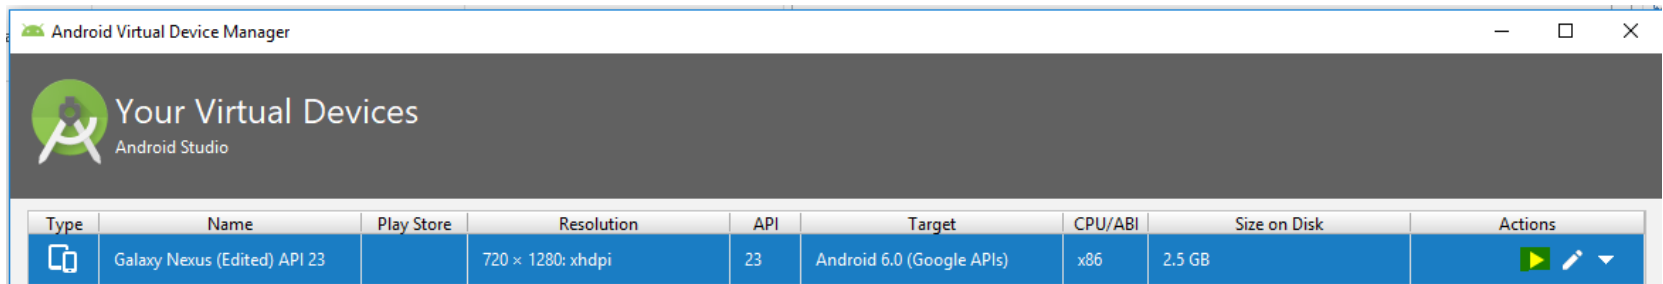 Android Virtual Device Manager
Your Virtual Devices
Android Studio
Type Name Play Store Resolution API Target CPU/ABI Size on Disk Actions
Galaxy Nexus (Edited) API 23 720 × 1280: xhdpi 23 Android 6.0 (Google APIs) x86 2.5 GB